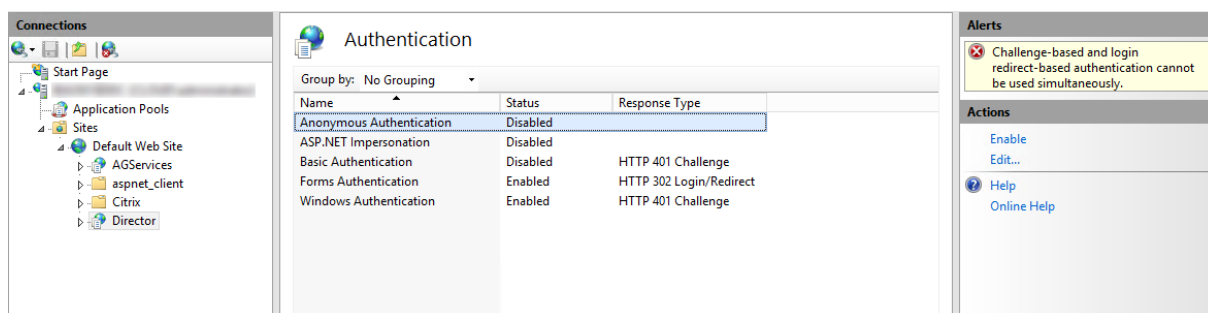 Connections
Start Page
Application Pools
Sites
Default Web Site
AGServices
aspnet_client
Citrix
Director
Authentication
Group by: No Grouping
Name Status Response Type
Anonymous Authentication Disabled
ASP.NET Impersonation Disabled
Basic Authentication Disabled HTTP 401 Challenge
Forms Authentication Enabled HTTP 302 Login/Redirect
Windows Authentication Enabled HTTP 401 Challenge
Alerts
Challenge-based and login
redirect-based authentication cannot
be used simultaneously.
Actions
Enable
Edit...
Help
Online Help